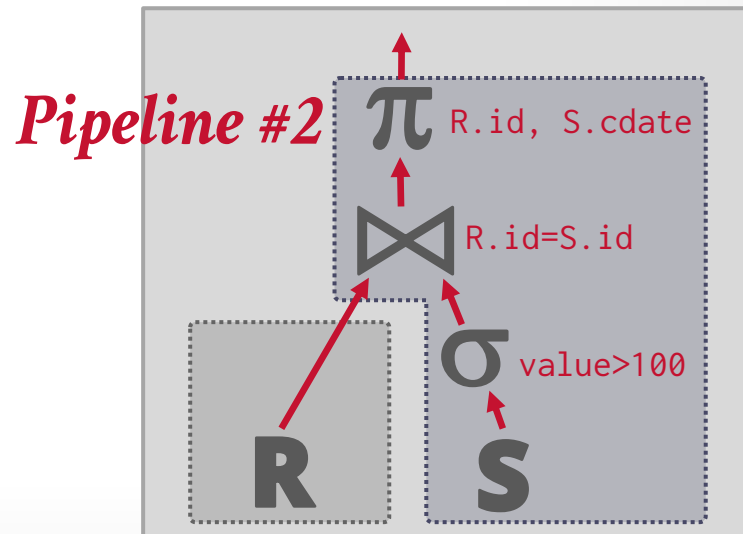 Pipeline #2
π R.id, S.cdate
⋈ R.id=S.id
σ value>100
R S